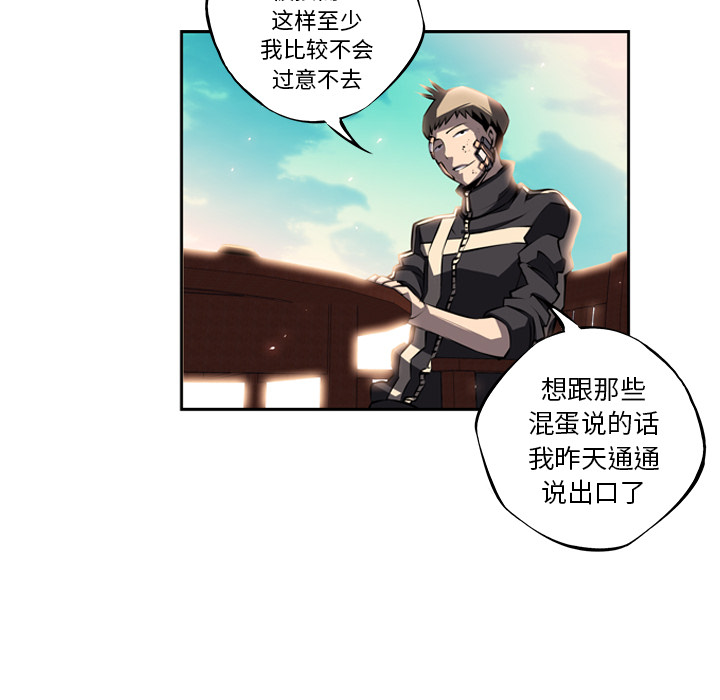 这样至少
我比较不会
过意不去
想跟那些
混蛋说的话
我昨天通通
说出口了